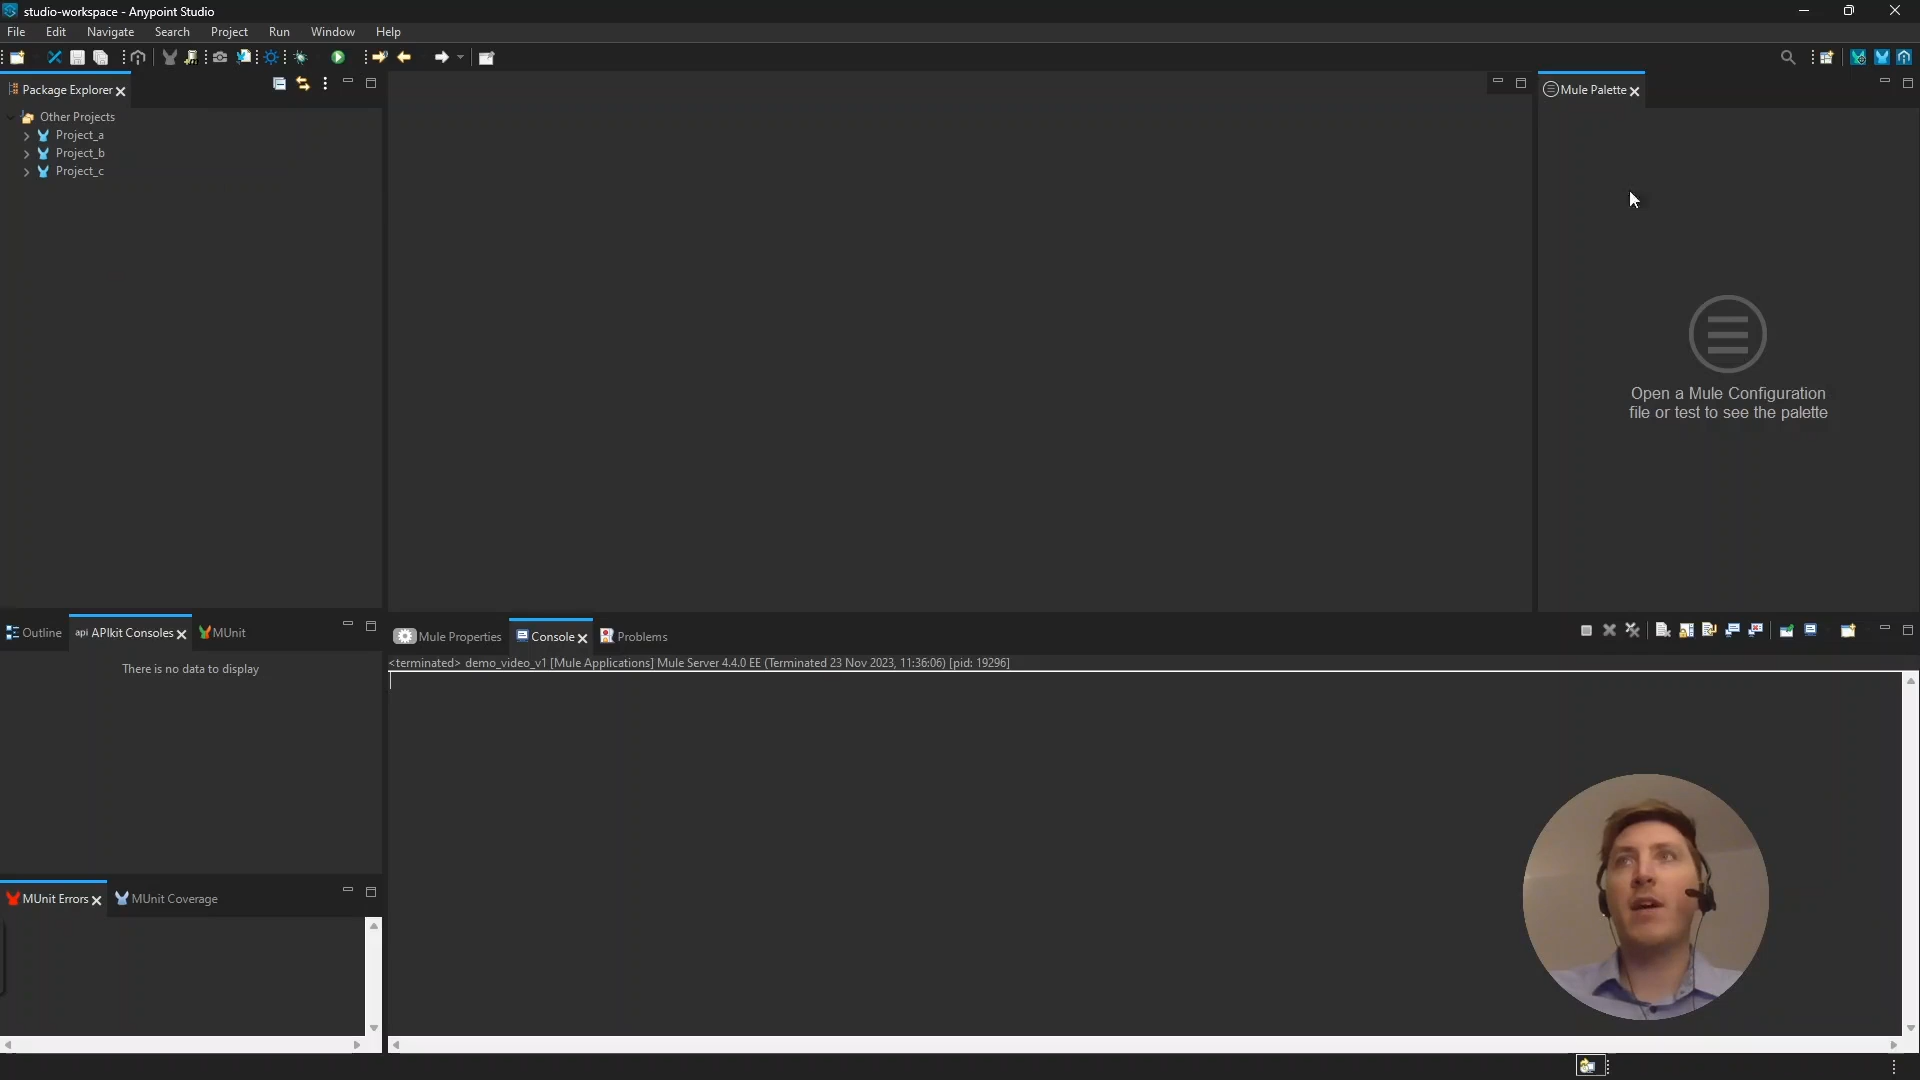 studio-workspace - Anypoint Studio
File Edit Navigate Search Project Run Window Help
Package Explorer
Other Projects
Project_a
Project_b
Project_c
Mule Palette
Open a Mule Configuration
file or test to see the palette
Outline api APIkit Consoles MUnit
There is no data to display
MUnit Errors MUnit Coverage
Mule Properties Console Problems
<terminated> demo_video_v1 [Mule Applications] Mule Server 4.4.0 EE (Terminated 23 Nov 2023, 11:36:06) [pid: 19296]